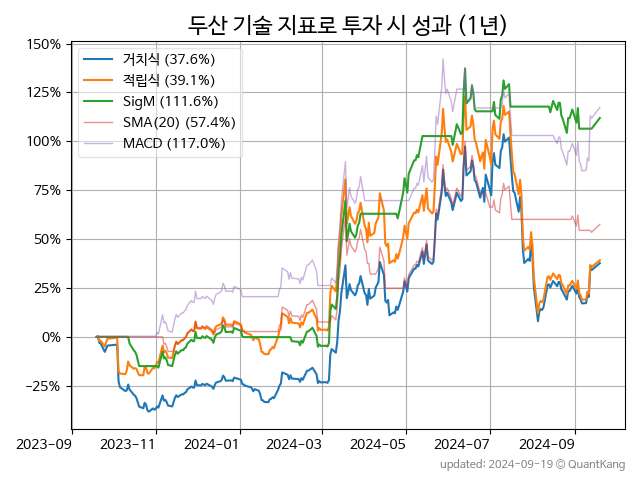 두산 기술 지표로 투자 시 성과 (1년)
150%
125%
100%
75%
50%
25%
0%
−25%
거치식 (37.6%)
적립식 (39.1%)
SigM (111.6%)
SMA(20) (57.4%)
MACD (117.0%)
2023-09
2023-11
2024-01
2024-03
2024-05
2024-07
2024-09
updated: 2024-09-19 © QuantKang